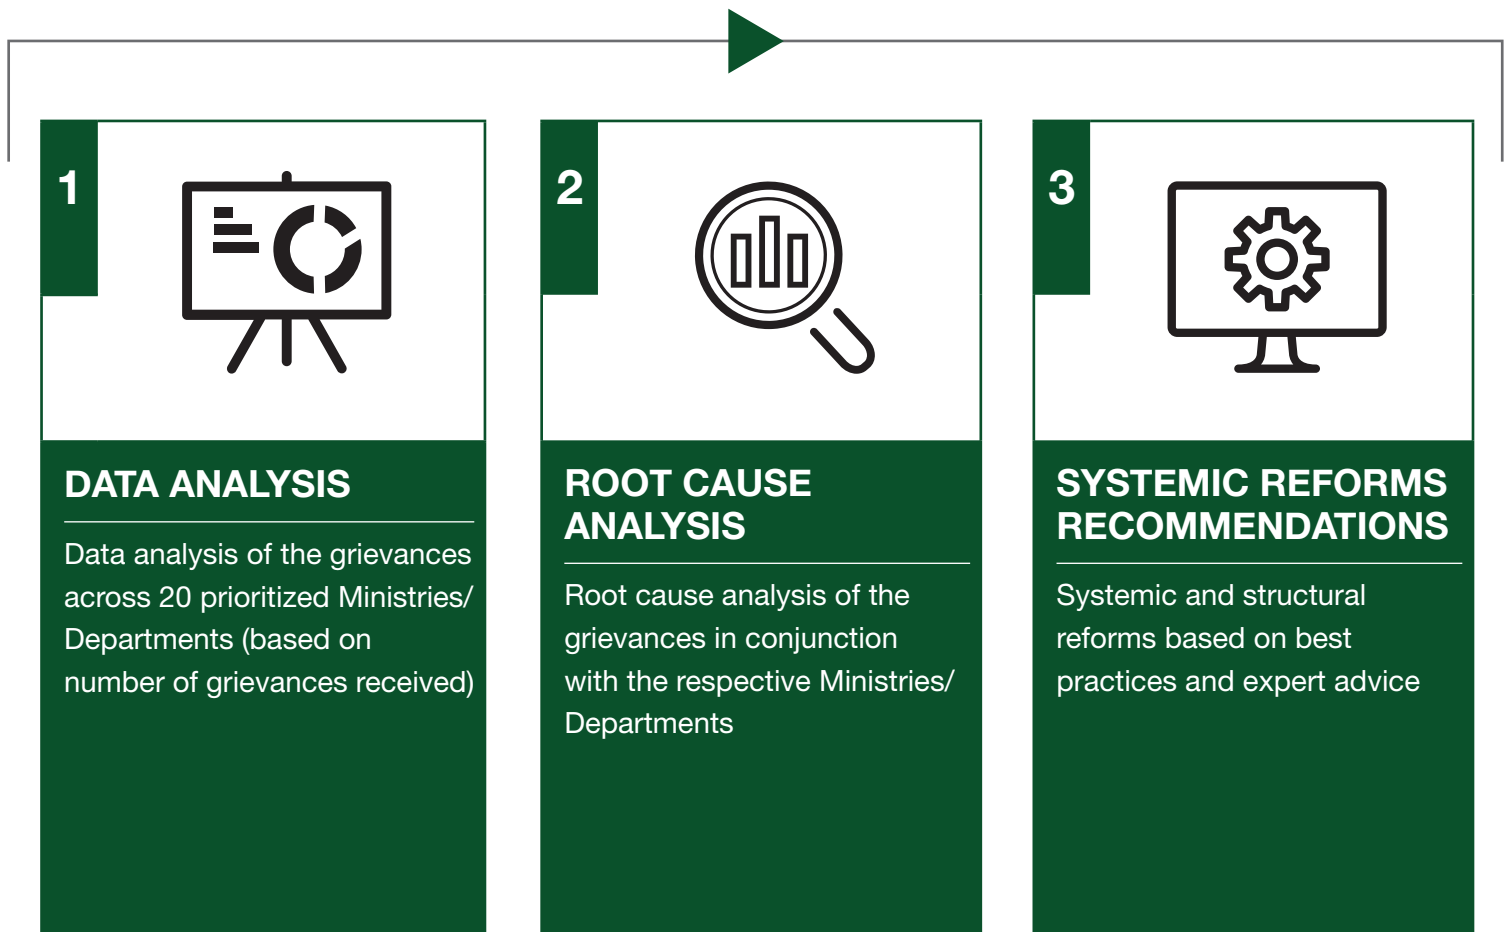 1
DATA ANALYSIS
Data analysis of the grievances
across 20 prioritized Ministries/
Departments (based on
number of grievances received)
2
ROOT CAUSE
ANALYSIS
Root cause analysis of the
grievances in conjunction
with the respective Ministries/
Departments
3
SYSTEMIC REFORMS
RECOMMENDATIONS
Systemic and structural
reforms based on best
practices and expert advice